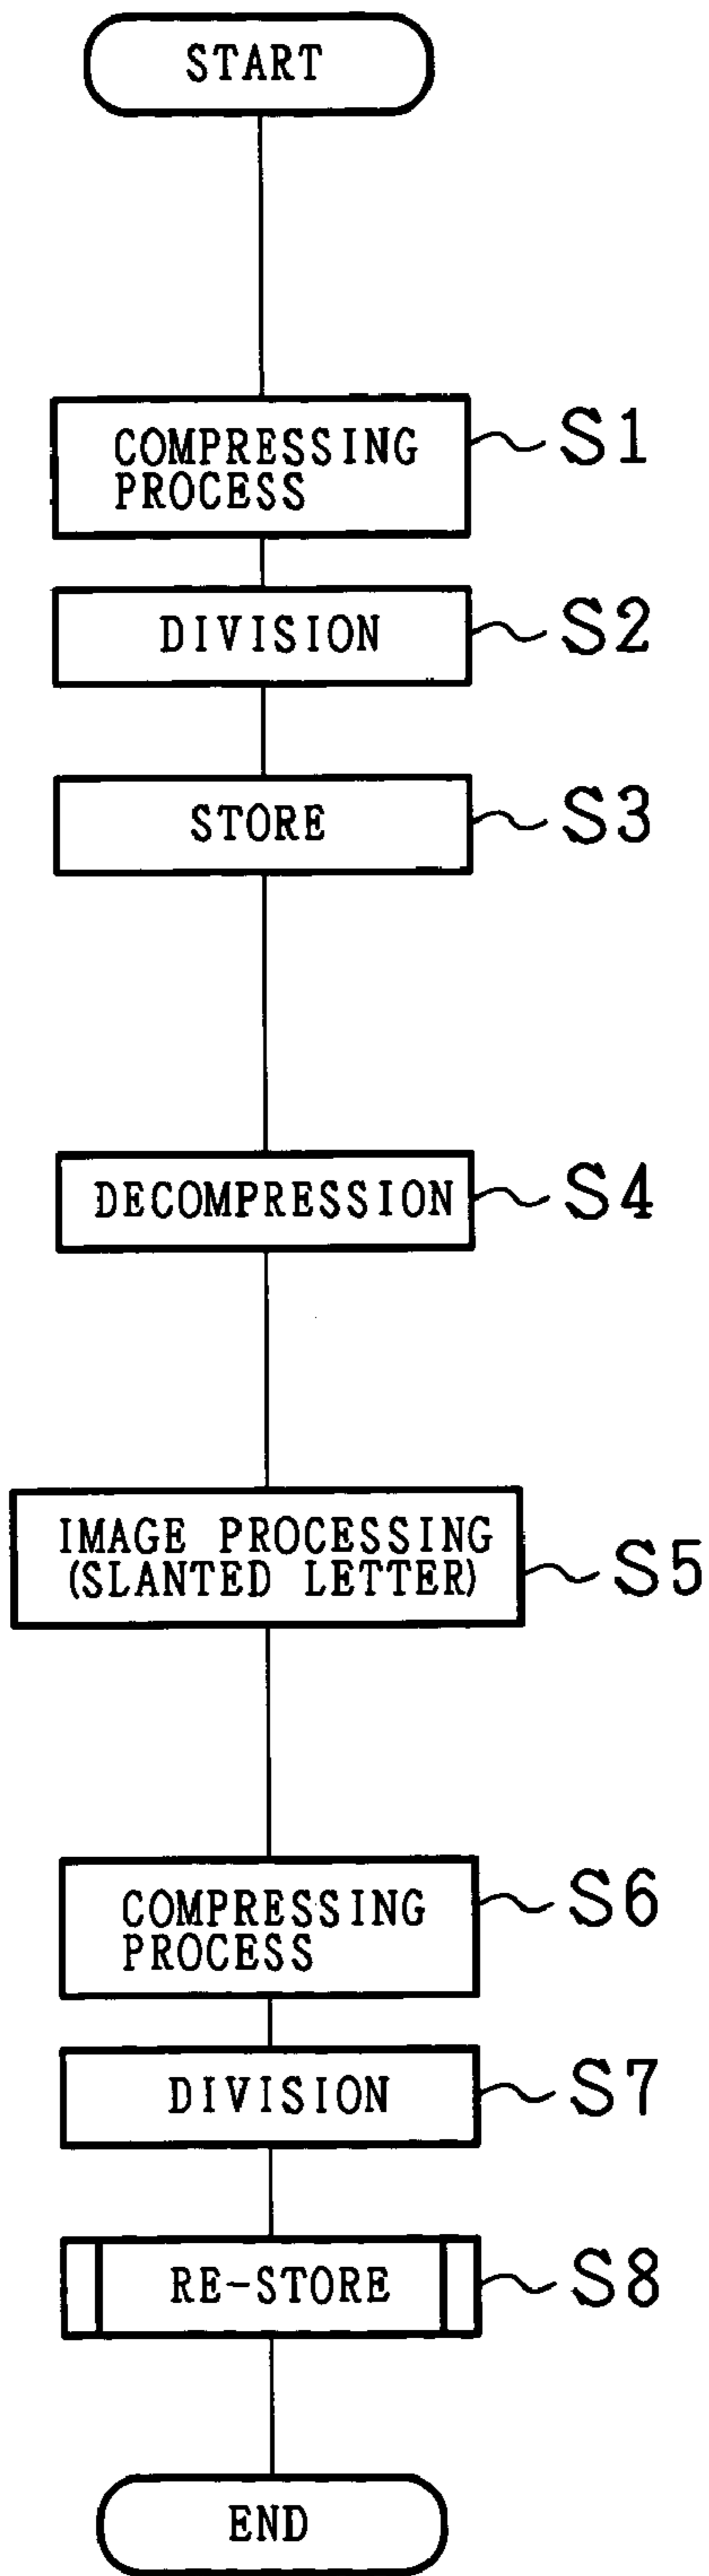 START
COMPRESSING
PROCESS
S1
DIVISION
S2
STORE
S3
DECOMPRESSION
S4
IMAGE PROCESSING
(SLANTED LETTER)
S5
COMPRESSING
PROCESS
S6
DIVISION
S7
RE-STORE
S8
END